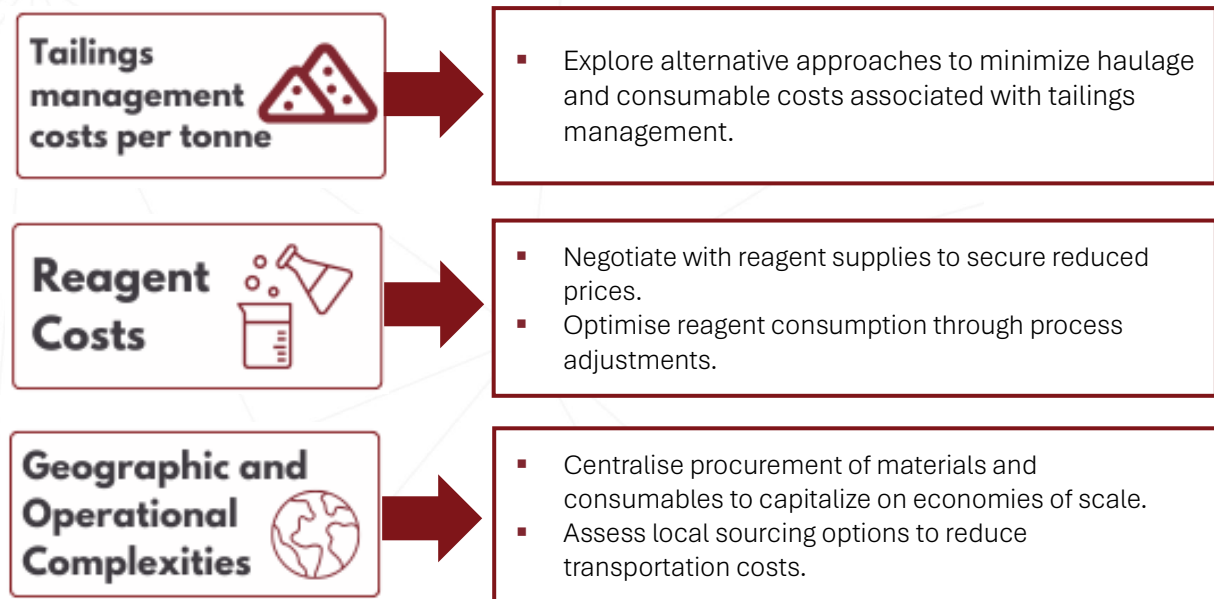 Tailings
management
costs per tonne
▪ Explore alternative approaches to minimize haulage
and consumable costs associated with tailings
management.
Reagent
Costs
▪ Negotiate with reagent supplies to secure reduced
prices.
▪ Optimise reagent consumption through process
adjustments.
Geographic and
Operational
Complexities
▪ Centralise procurement of materials and
consumables to capitalize on economies of scale.
▪ Assess local sourcing options to reduce
transportation costs.